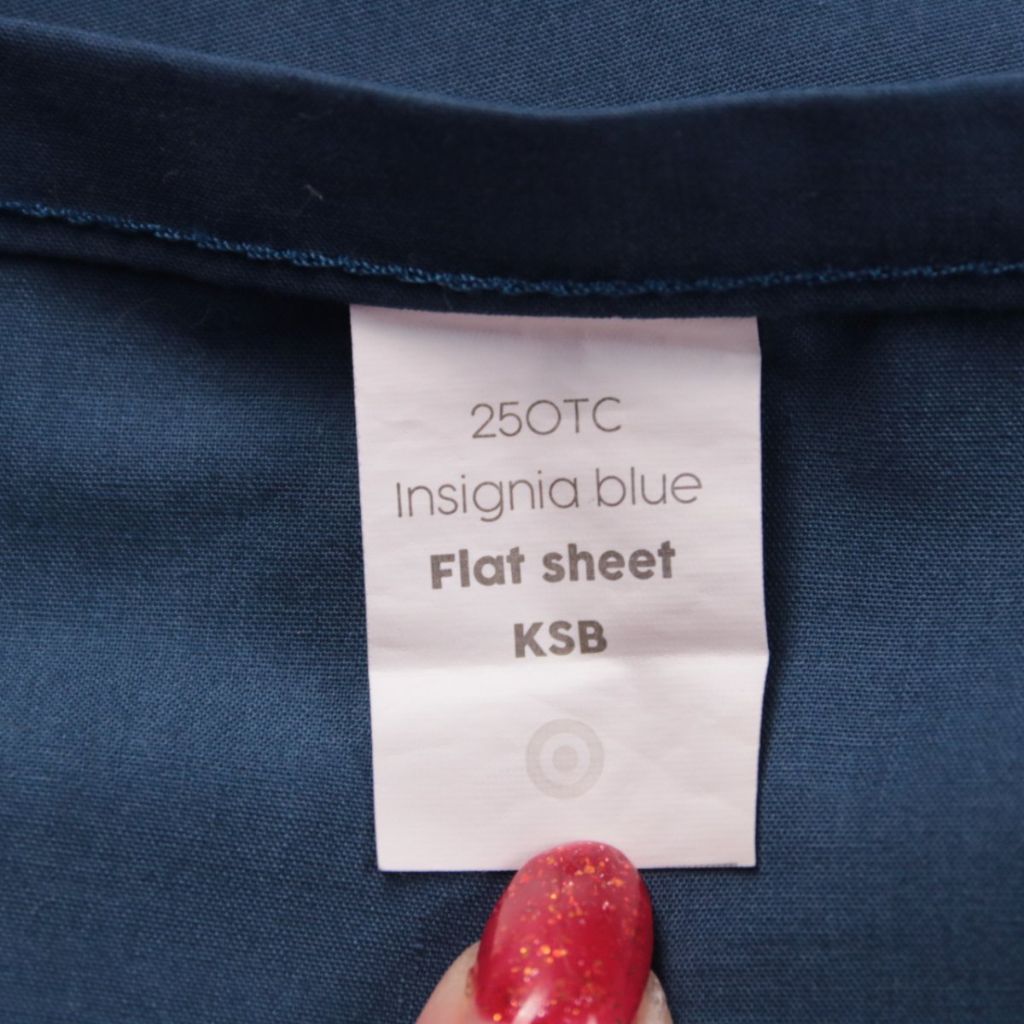 250TC
Insignia blue
Flat sheet
KSB